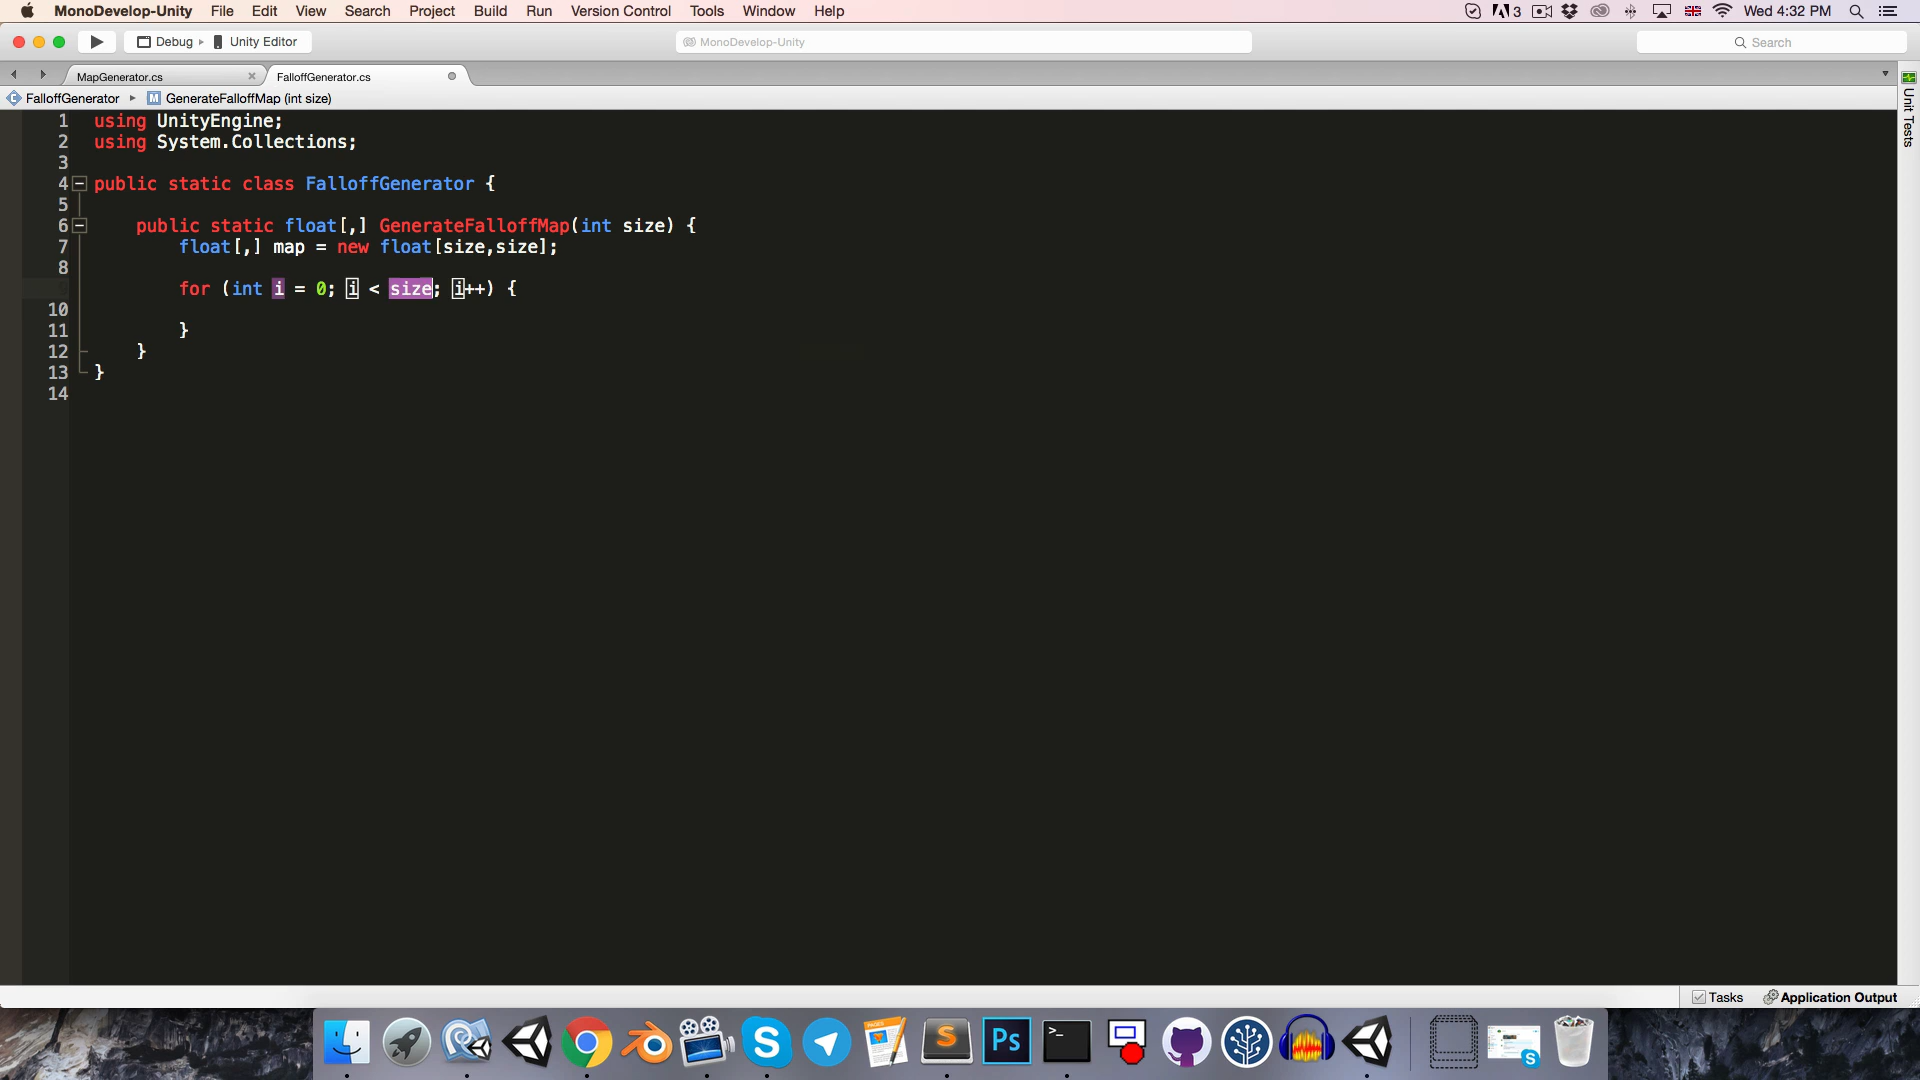 MonoDevelop-Unity File Edit View Search Project Build Run Version Control Tools Window Help 3 Wed 4:32 PM
Debug Unity Editor MonoDevelop-Unity Search
MapGenerator.cs FalloffGenerator.cs
FalloffGenerator GenerateFalloffMap (int size)
1 using UnityEngine;
2 using System.Collections;
3
4 public static class FalloffGenerator {
5
6 public static float[,] GenerateFalloffMap(int size) {
7 float[,] map = new float[size,size];
8
for (int i = 0; i < size; i++) {
10
11 }
12 }
13 }
14
Unit Tests
Tasks Application Output
S S Ps >_ S